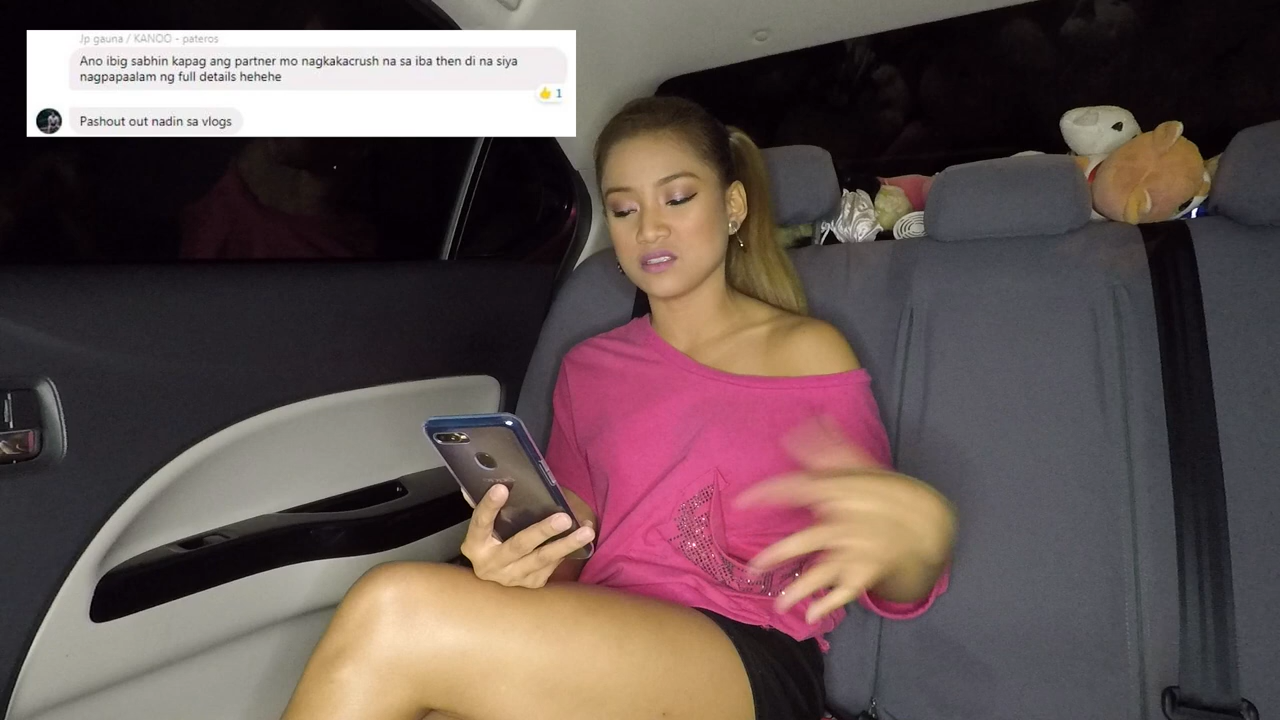 Jp gauna / KANOO - pateros
Ano ibig sabhin kapag ang partner mo nagkakacrush na sa iba then di na siya
nagpapaalam ng full details hehehe
1
Pashout out nadin sa vlogs